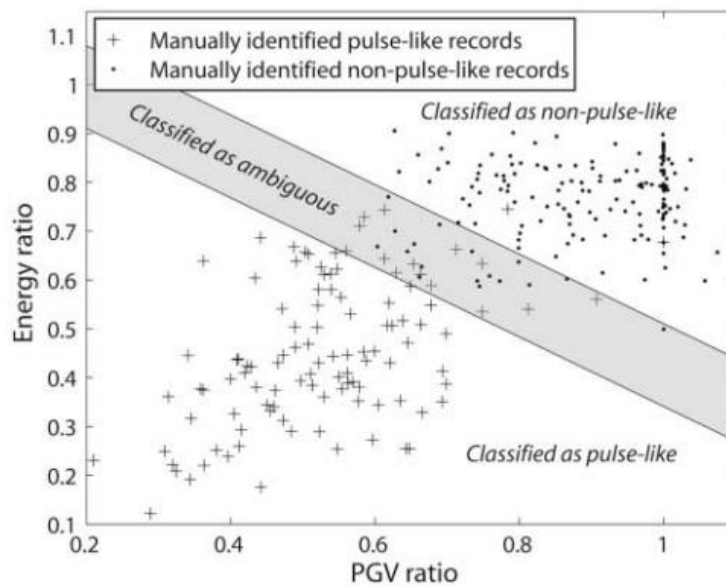 1.1
+ Manually identified pulse-like records
• Manually identified non-pulse-like records
1
Classified as non-pulse-like
0.9
Classified as ambiguous
0.8
0.7
0.6
Energy ratio
0.5
0.4
0.3
Classified as pulse-like
0.2
0.1
0.2 0.4 0.6 0.8 1
PGV ratio